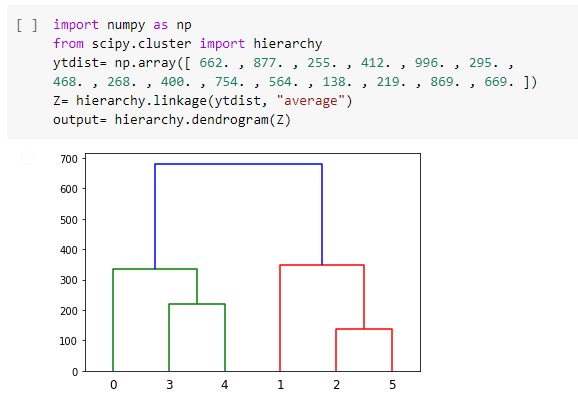 [ ] import numpy as np
from scipy.cluster import hierarchy
ytdist= np.array([ 662. , 877. , 255. , 412. , 996. , 295. ,
468. , 268. , 400. , 754. , 564. , 138. , 219. , 869. , 669. ])
Z= hierarchy.linkage(ytdist, "average")
output= hierarchy.dendrogram(Z)
700
600
500
400
300
200
100
0
0 3 4 1 2 5